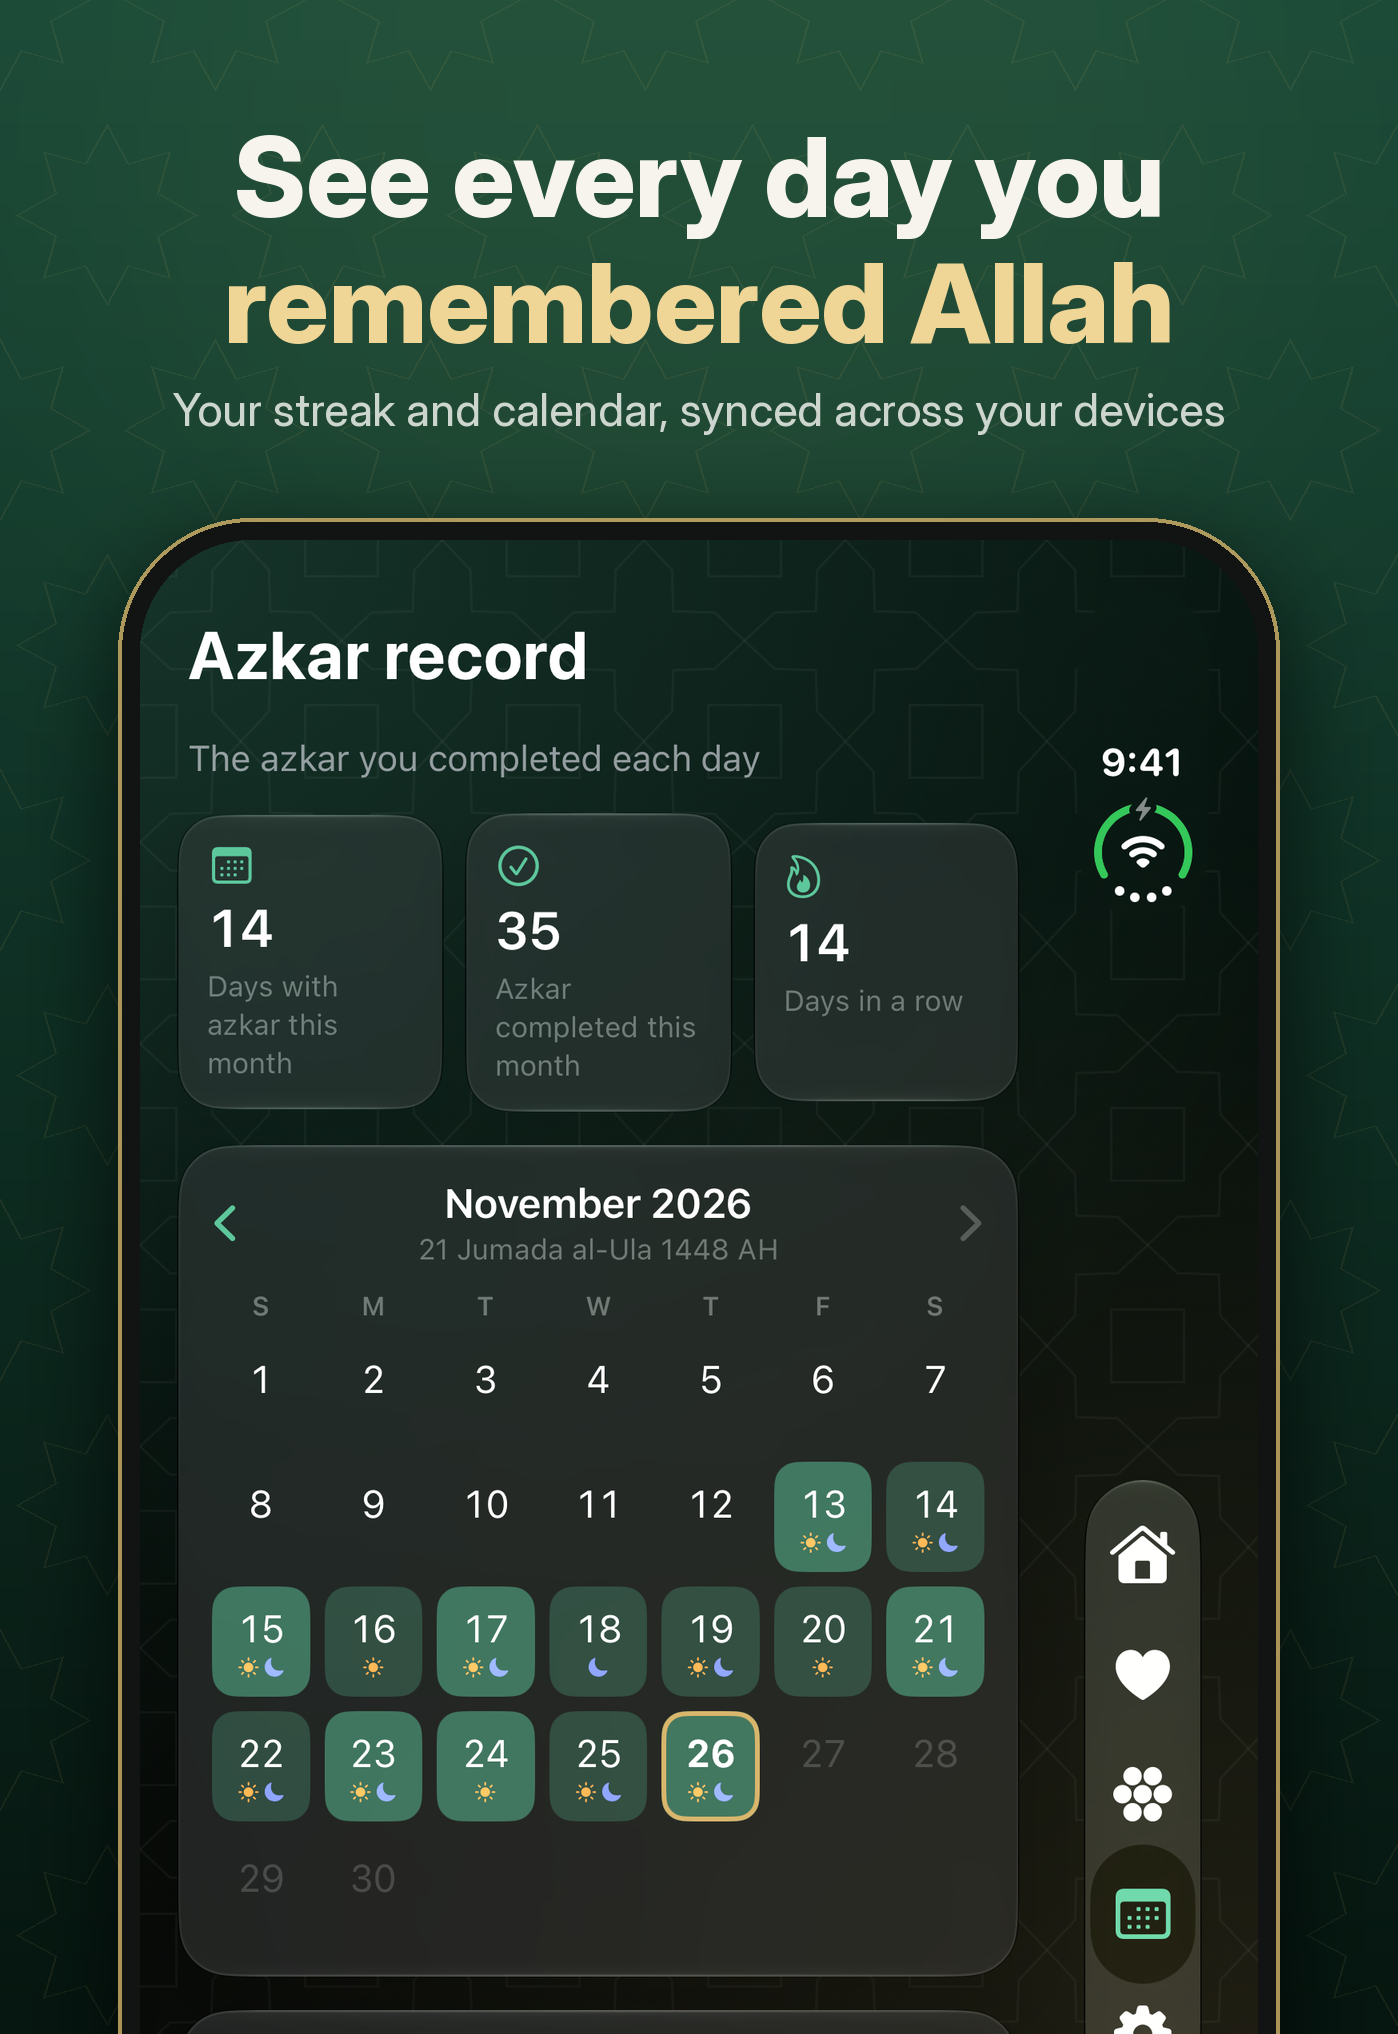 See every day you
remembered Allah
Your streak and calendar, synced across your devices
Azkar record
The azkar you completed each day
9:41
14
Days with
azkar this
month
35
Azkar
completed this
month
14
Days in a row
November 2026
21 Jumada al-Ula 1448 AH
S M T W T F S
1 2 3 4 5 6 7
8 9 10 11 12 13 14
15 16 17 18 19 20 21
22 23 24 25 26 27 28
29 30